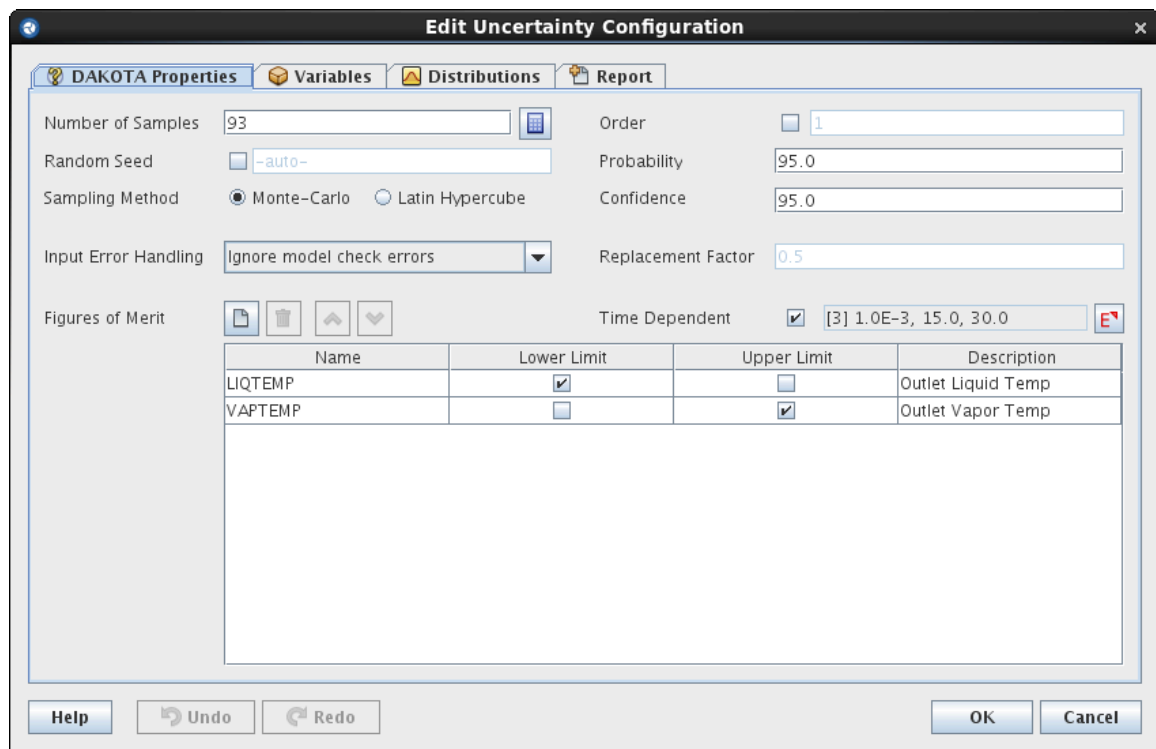 Edit Uncertainty Configuration
DAKOTA Properties Variables Distributions Report
Number of Samples 93 Order 1
Random Seed -auto- Probability 95.0
Sampling Method Monte-Carlo Latin Hypercube Confidence 95.0
Input Error Handling Ignore model check errors Replacement Factor 0.5
Figures of Merit Time Dependent [3] 1.0E-3, 15.0, 30.0 E
Name Lower Limit Upper Limit Description
LIQTEMP Outlet Liquid Temp
VAPTEMP Outlet Vapor Temp
Help Undo Redo OK Cancel